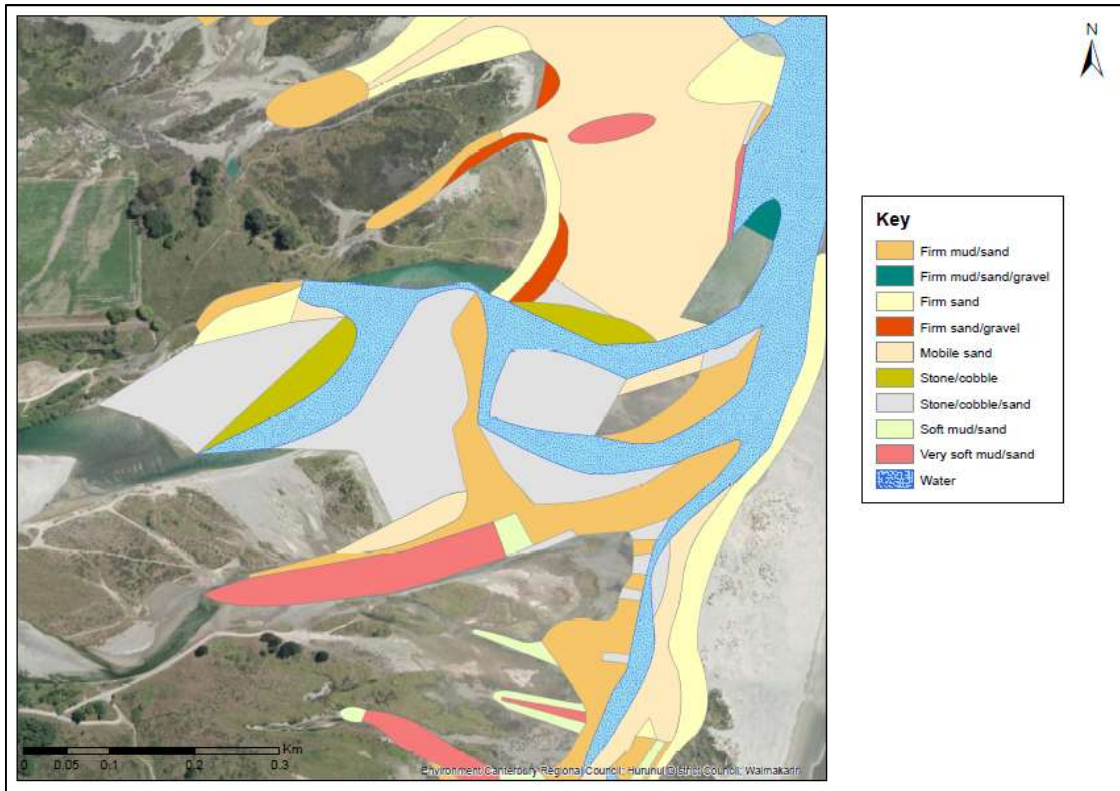 N
Key
Firm mud/sand
Firm mud/sand/gravel
Firm sand
Firm sand/gravel
Mobile sand
Stone/cobble
Stone/cobble/sand
Soft mud/sand
Very soft mud/sand
Water
Km
0 0.05 0.1 0.2 0.3
Environment Canterbury Regional Council; Hurunui District Council; Waimakariri